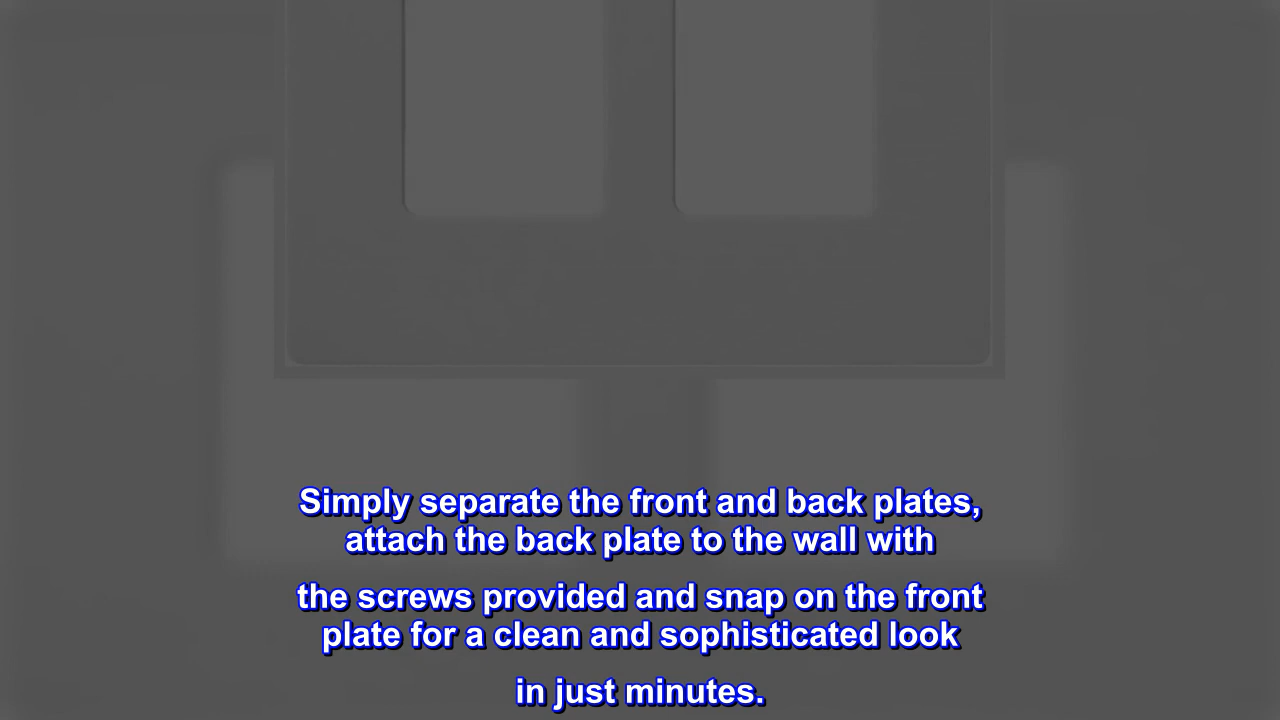 Simply separate the front and back plates,
attach the back plate to the wall with
the screws provided and snap on the front
plate for a clean and sophisticated look
in just minutes.